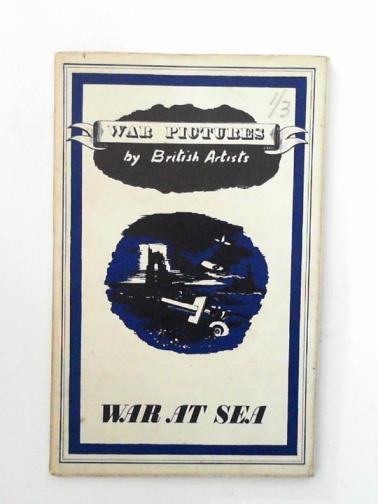 1/3
WAR PICTURES
by British Artists
WAR AT SEA